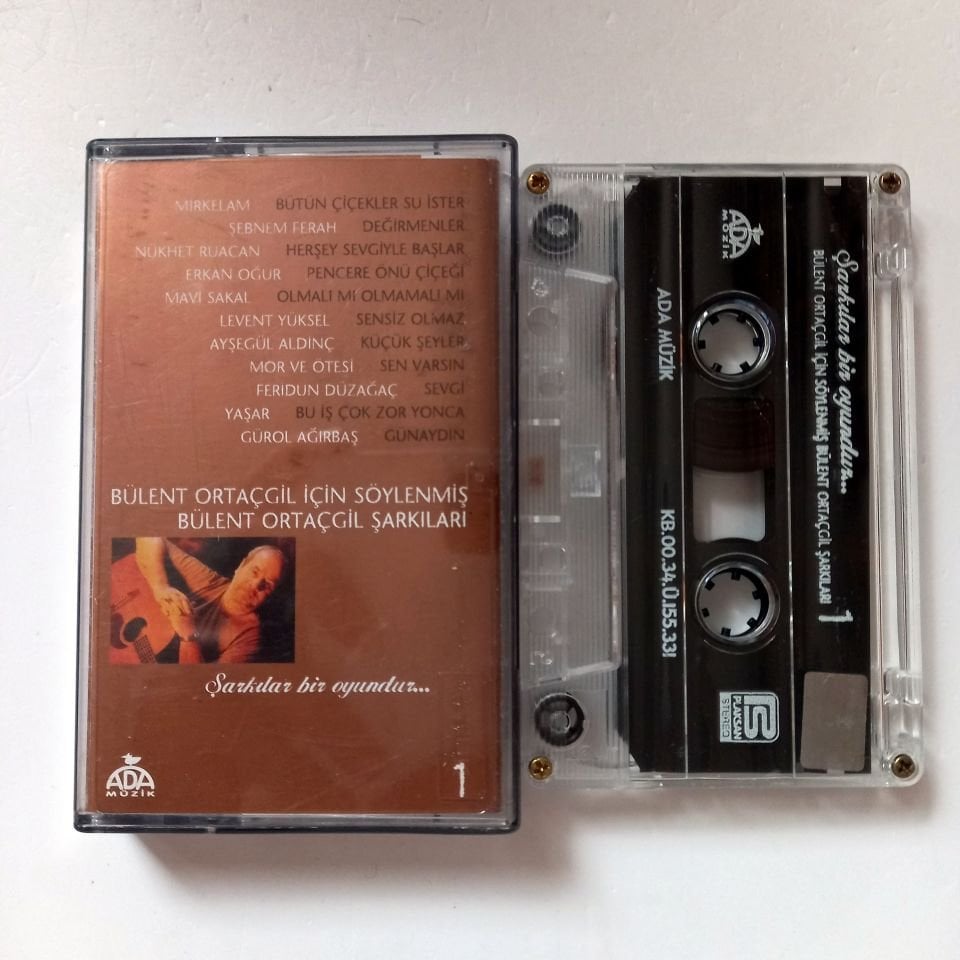 MIRKELAM BÜTÜN ÇİÇEKLER SU İSTER
ŞEBNEM FERAH DEĞİRMENLER
NÜKHET RUACAN HERŞEY SEVGİYLE BAŞLAR
ERKAN OĞUR PENCERE ÖNÜ ÇİÇEĞİ
MAVİ SAKAL OLMALI MI OLMAMALI MI
LEVENT YÜKSEL SENSİZ OLMAZ
AYŞEGÜL ALDINÇ KÜÇÜK ŞEYLER
MOR VE ÖTESİ SEN VARSIN
FERİDUN DÜZAĞAÇ SEVGİ
YAŞAR BU İŞ ÇOK ZOR YONCA
GÜROL AĞIRBAŞ GÜNAYDIN
BÜLENT ORTAÇGİL İÇİN SÖYLENMİŞ
BÜLENT ORTAÇGİL ŞARKILARI
Şarkılar bir oyundur...
ADA
MÜZİK
1
ADA
MÜZİK
Şarkılar bir oyundur...
BÜLENT ORTAÇGİL İÇİN SÖYLENMİŞ BÜLENT ORTAÇGİL ŞARKILARI
1
ADA MÜZİK
KB.00.34.Ü.155.331
PLAKSAN
STEREO